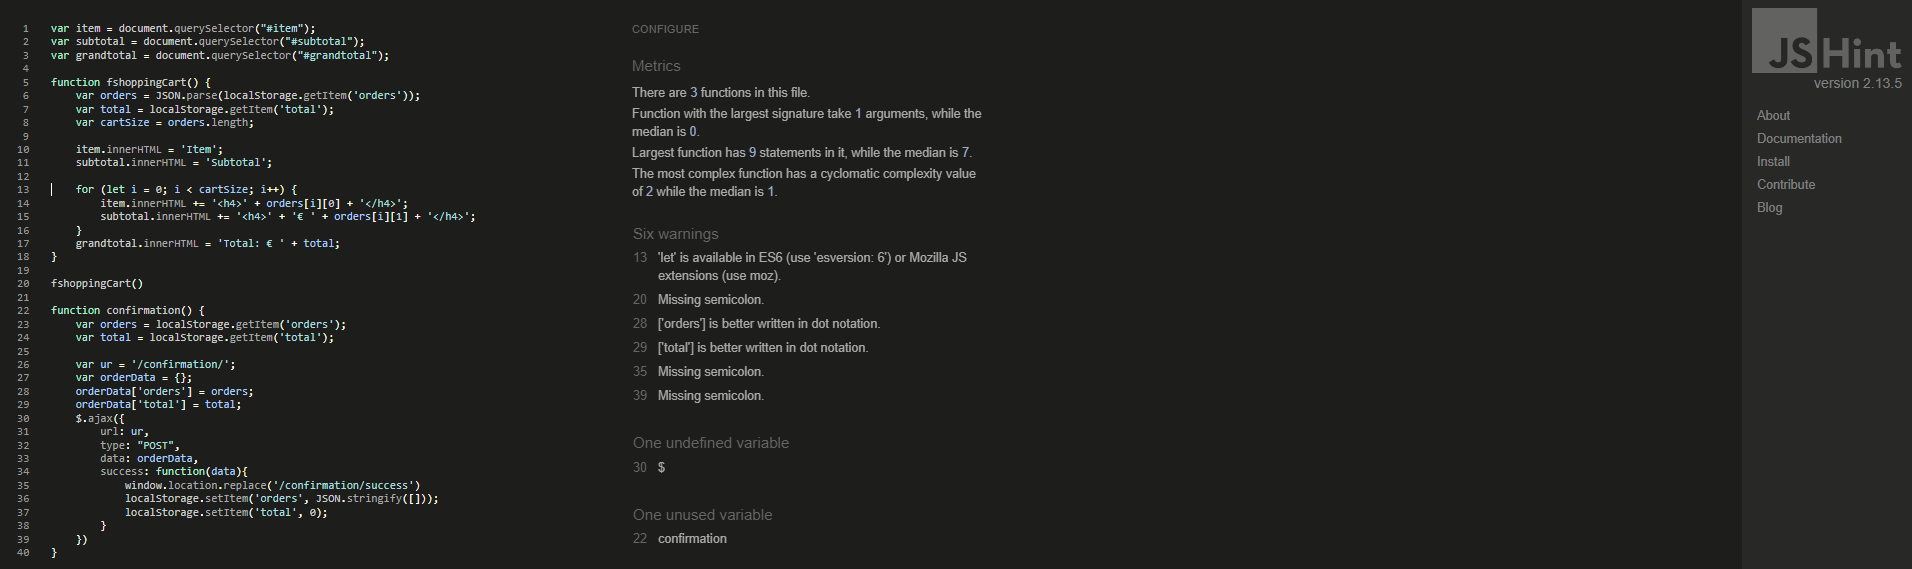 1 var item = document.querySelector("#item");
2 var subtotal = document.querySelector("#subtotal");
3 var grandtotal = document.querySelector("#grandtotal");
4
5 function fshoppingCart() {
6 var orders = JSON.parse(localStorage.getItem('orders'));
7 var total = localStorage.getItem('total');
8 var cartSize = orders.length;
9
10 item.innerHTML = 'Item';
11 subtotal.innerHTML = 'Subtotal';
12
13 for (let i = 0; i < cartSize; i++) {
14 item.innerHTML += '<h4>' + orders[i][0] + '</h4>';
15 subtotal.innerHTML += '<h4>' + '€ ' + orders[i][1] + '</h4>';
16 }
17 grandtotal.innerHTML = 'Total: € ' + total;
18 }
19
20 fshoppingCart()
21
22 function confirmation() {
23 var orders = localStorage.getItem('orders');
24 var total = localStorage.getItem('total');
25
26 var ur = '/confirmation/';
27 var orderData = {};
28 orderData['orders'] = orders;
29 orderData['total'] = total;
30 $.ajax({
31 url: ur,
32 type: "POST",
33 data: orderData,
34 success: function(data){
35 window.location.replace('/confirmation/success')
36 localStorage.setItem('orders', JSON.stringify([]));
37 localStorage.setItem('total', 0);
38 }
39 })
40 }
CONFIGURE
Metrics
There are 3 functions in this file.
Function with the largest signature take 1 arguments, while the
median is 0.
Largest function has 9 statements in it, while the median is 7.
The most complex function has a cyclomatic complexity value
of 2 while the median is 1.
Six warnings
13 'let' is available in ES6 (use 'esversion: 6') or Mozilla JS
extensions (use moz).
20 Missing semicolon.
28 ['orders'] is better written in dot notation.
29 ['total'] is better written in dot notation.
35 Missing semicolon.
39 Missing semicolon.
One undefined variable
30 $
One unused variable
22 confirmation
JSHint
version 2.13.5
About
Documentation
Install
Contribute
Blog